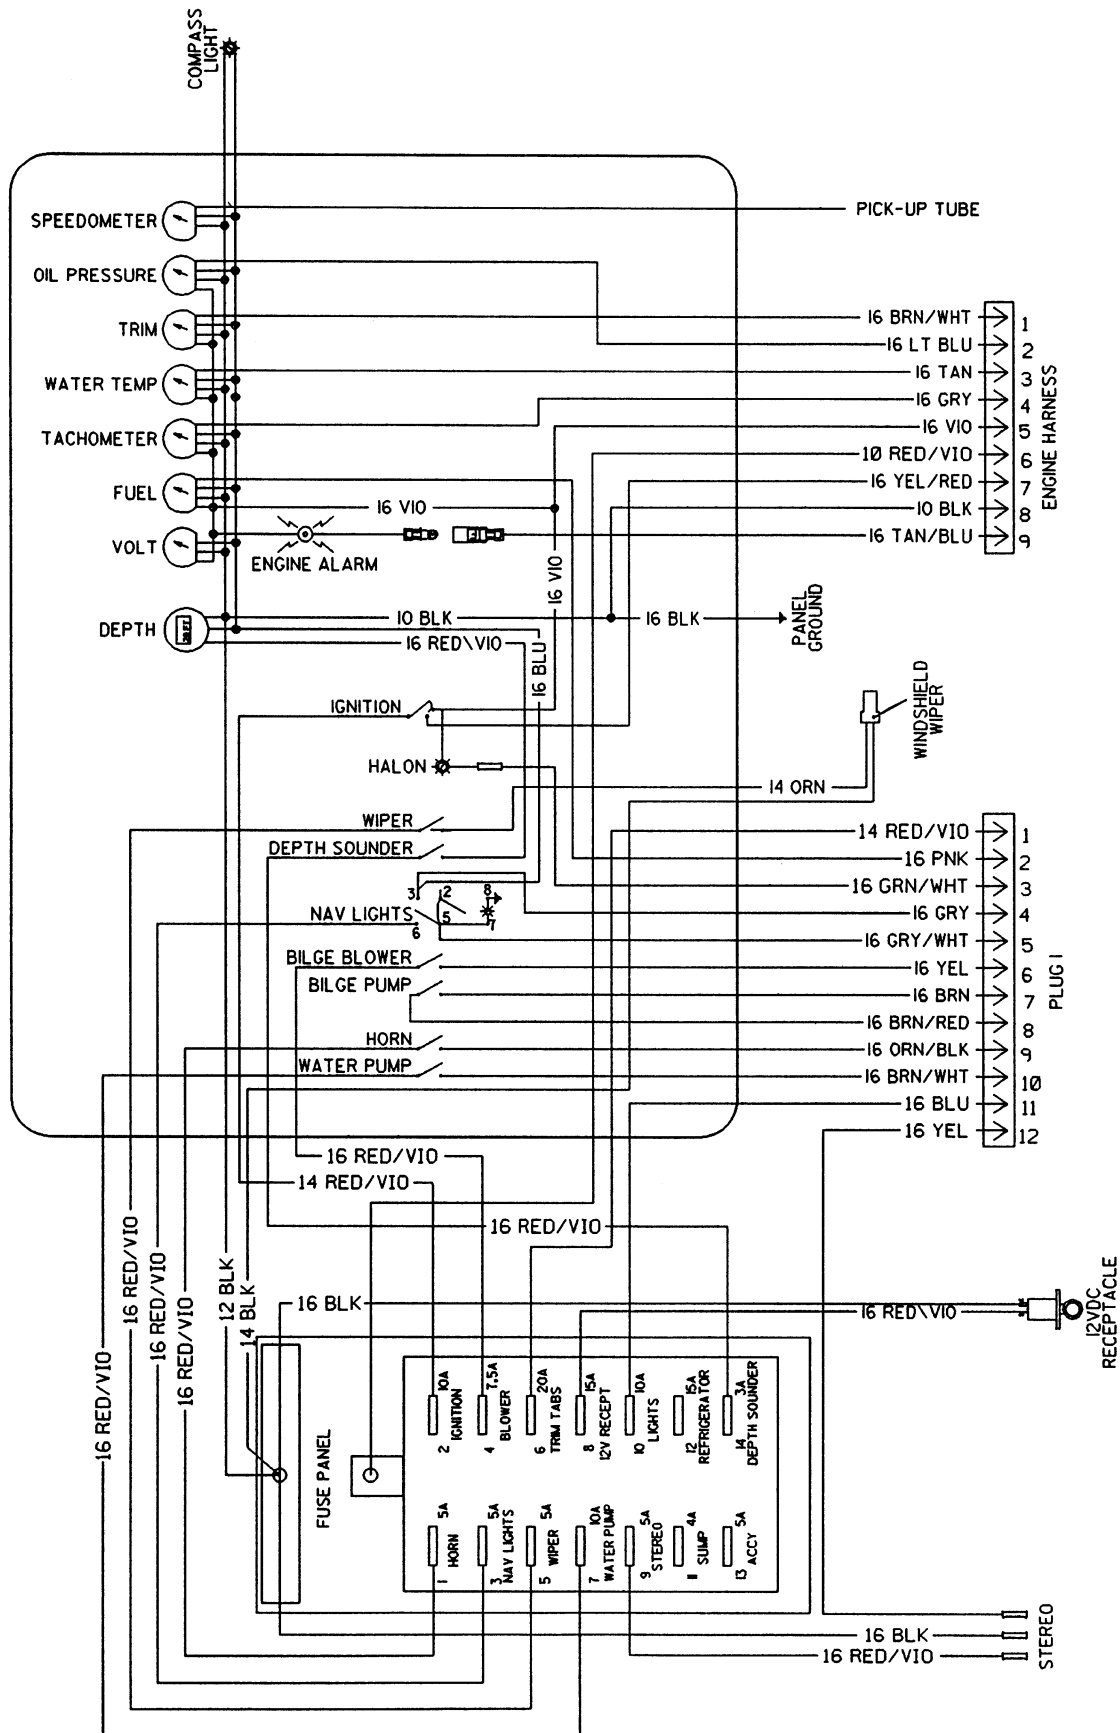 COMPASS
LIGHT
SPEEDOMETER
PICK-UP TUBE
OIL PRESSURE
TRIM
WATER TEMP
TACHOMETER
FUEL
VOLT
16 VIO
ENGINE ALARM
16 BRN/WHT
1
16 LT BLU
2
16 TAN
3
16 GRY
4
16 VIO
5
10 RED/VIO
6
16 YEL/RED
7
10 BLK
8
16 TAN/BLU
9
ENGINE HARNESS
16 VIO
DEPTH
10 BLK
16 BLK
PANEL
GROUND
16 RED\VIO
16 BLU
IGNITION
HALON
WINDSHIELD
WIPER
14 ORN
WIPER
DEPTH SOUNDER
3
2
8
NAV LIGHTS
5
6
7
BILGE BLOWER
BILGE PUMP
HORN
WATER PUMP
14 RED/VIO
1
16 PNK
2
16 GRN/WHT
3
16 GRY
4
16 GRY/WHT
5
16 YEL
6
16 BRN
7
16 BRN/RED
8
16 ORN/BLK
9
16 BRN/WHT
10
16 BLU
11
16 YEL
12
PLUG 1
16 RED/VIO
14 RED/VIO
16 RED/VIO
16 RED/VIO
16 RED/VIO
16 RED/VIO
16 RED/VIO
12 BLK
14 BLK
16 BLK
16 RED\VIO
12VDC
RECEPTACLE
FUSE PANEL
2 IGNITION 10A
4 BLOWER 7.5A
6 TRIM TABS 20A
8 12V RECEPT 15A
10 LIGHTS 10A
12 REFRIGERATOR 15A
14 DEPTH SOUNDER 3A
1 HORN 5A
3 NAV LIGHTS 5A
5 WIPER 5A
7 WATER PUMP 10A
9 STEREO 5A
11 SUMP 4A
13 ACCY 5A
16 BLK
16 RED/VIO
STEREO